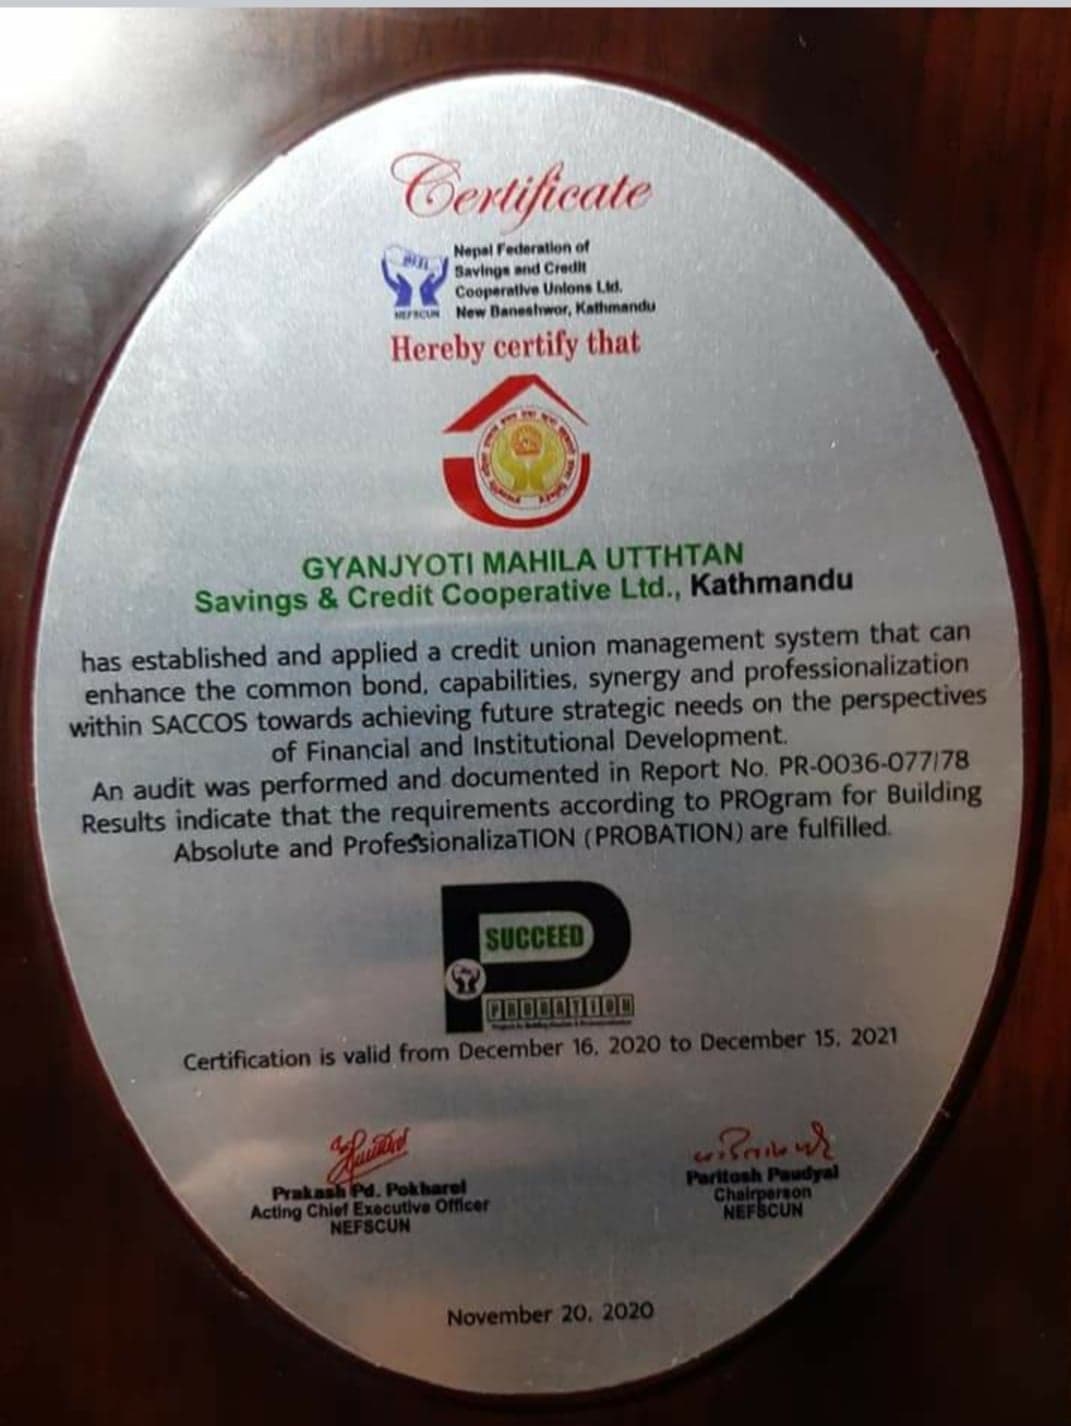 Certificate
Nepal Federation of
Savings and Credit
Cooperative Unions Ltd.
NEFSCUN New Baneshwor, Kathmandu
Hereby certify that
GYANJYOTI MAHILA UTTHTAN
Savings & Credit Cooperative Ltd., Kathmandu
has established and applied a credit union management system that can
enhance the common bond, capabilities, synergy and professionalization
within SACCOS towards achieving future strategic needs on the perspectives
of Financial and Institutional Development.
An audit was performed and documented in Report No. PR-0036-077/78
Results indicate that the requirements according to PROgram for Building
Absolute and ProfessionalizaTION (PROBATION) are fulfilled.
SUCCEED
PROBATION
Certification is valid from December 16, 2020 to December 15, 2021
Prakash Pd. Pokharel
Acting Chief Executive Officer
NEFSCUN
Paritosh Paudyal
Chairperson
NEFSCUN
November 20, 2020